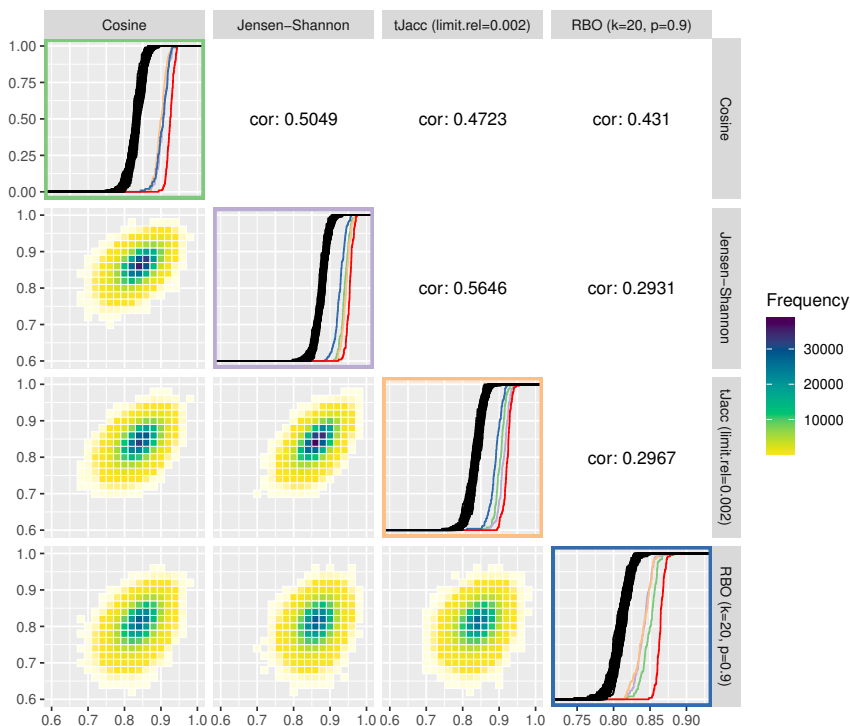 Cosine Jensen−Shannon tJacc (limit.rel=0.002) RBO (k=20, p=0.9)
1.00
0.75
0.50
0.25
0.00
cor: 0.5049 cor: 0.4723 cor: 0.431
Cosine
1.0
0.9
0.8
0.7
0.6
cor: 0.5646 cor: 0.2931
Jensen−Shannon
1.0
0.9
0.8
0.7
0.6
cor: 0.2967
tJacc (limit.rel=0.002)
1.0
0.9
0.8
0.7
0.6
RBO (k=20, p=0.9)
0.6 0.7 0.8 0.9 1.0 0.6 0.7 0.8 0.9 1.0 0.6 0.7 0.8 0.9 1.0 0.75 0.80 0.85 0.90
Frequency
30000
20000
10000